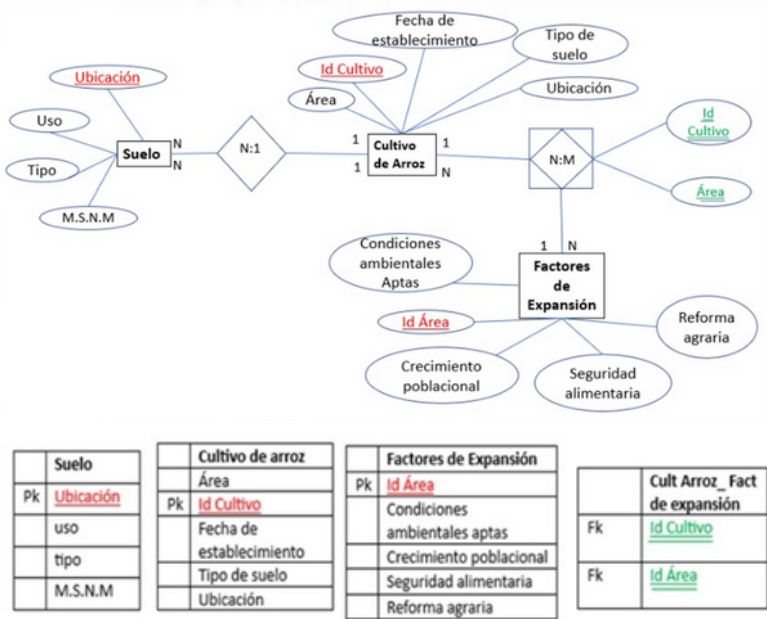 Fecha de
establecimiento
Tipo de
suelo
Id Cultivo
Ubicación
Ubicación
Área
Uso
Id
Cultivo
Suelo
N
N
N:1
1
1
Cultivo
de Arroz
1
N
N:M
Tipo
Área
M.S.N.M
Condiciones
ambientales
Aptas
1 N
Factores
de
Expansión
Id Área
Reforma
agraria
Crecimiento
poblacional
Seguridad
alimentaria
Suelo
Pk Ubicación
uso
tipo
M.S.N.M
Cultivo de arroz
Área
Pk Id Cultivo
Fecha de
establecimiento
Tipo de suelo
Ubicación
Factores de Expansión
Pk Id Área
Condiciones
ambientales aptas
Crecimiento poblacional
Seguridad alimentaria
Reforma agraria
Cult Arroz_ Fact
de expansión
Fk Id Cultivo
Fk Id Área